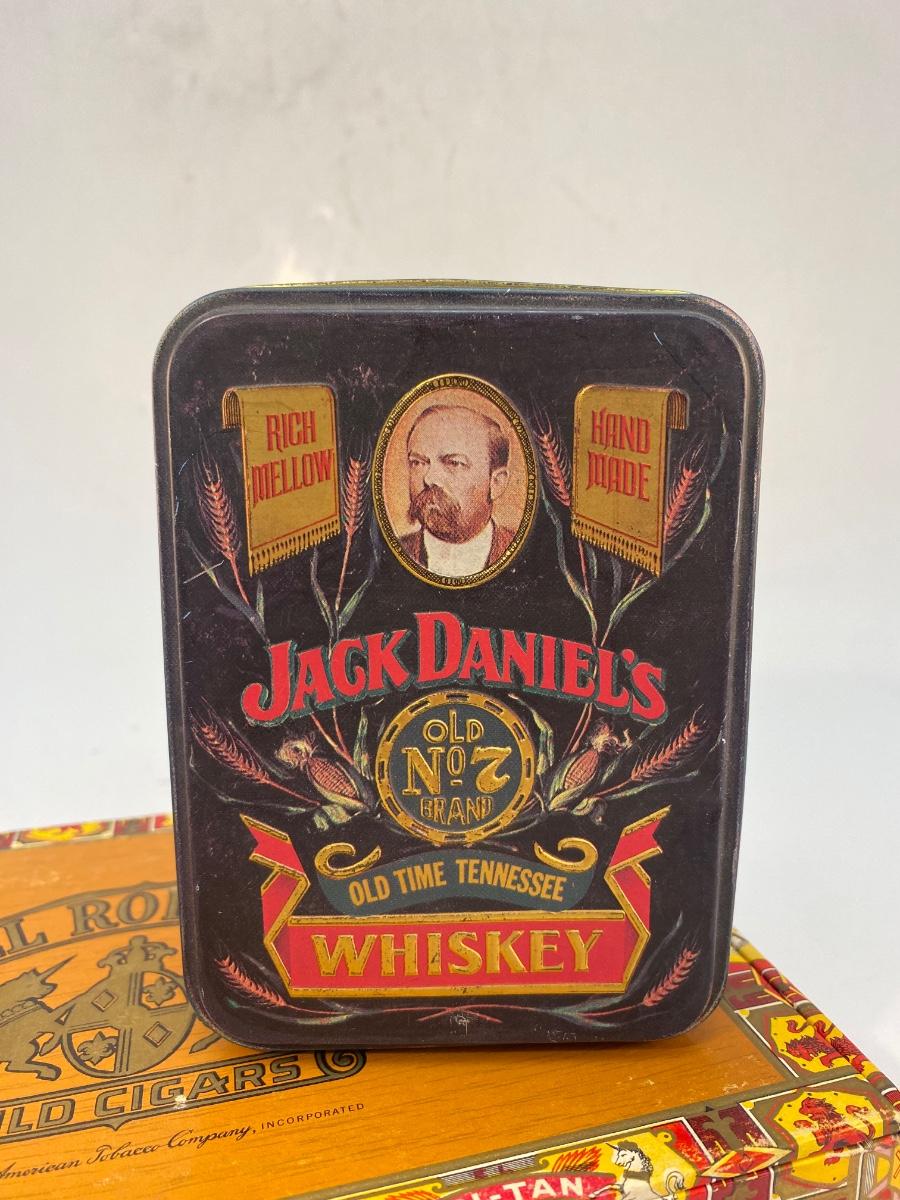 RICH
MELLOW
HAND
MADE
JACK DANIEL'S
OLD
Nº 7
BRAND
OLD TIME TENNESSEE
WHISKEY
CIGARS
American Tobacco Company, INCORPORATED